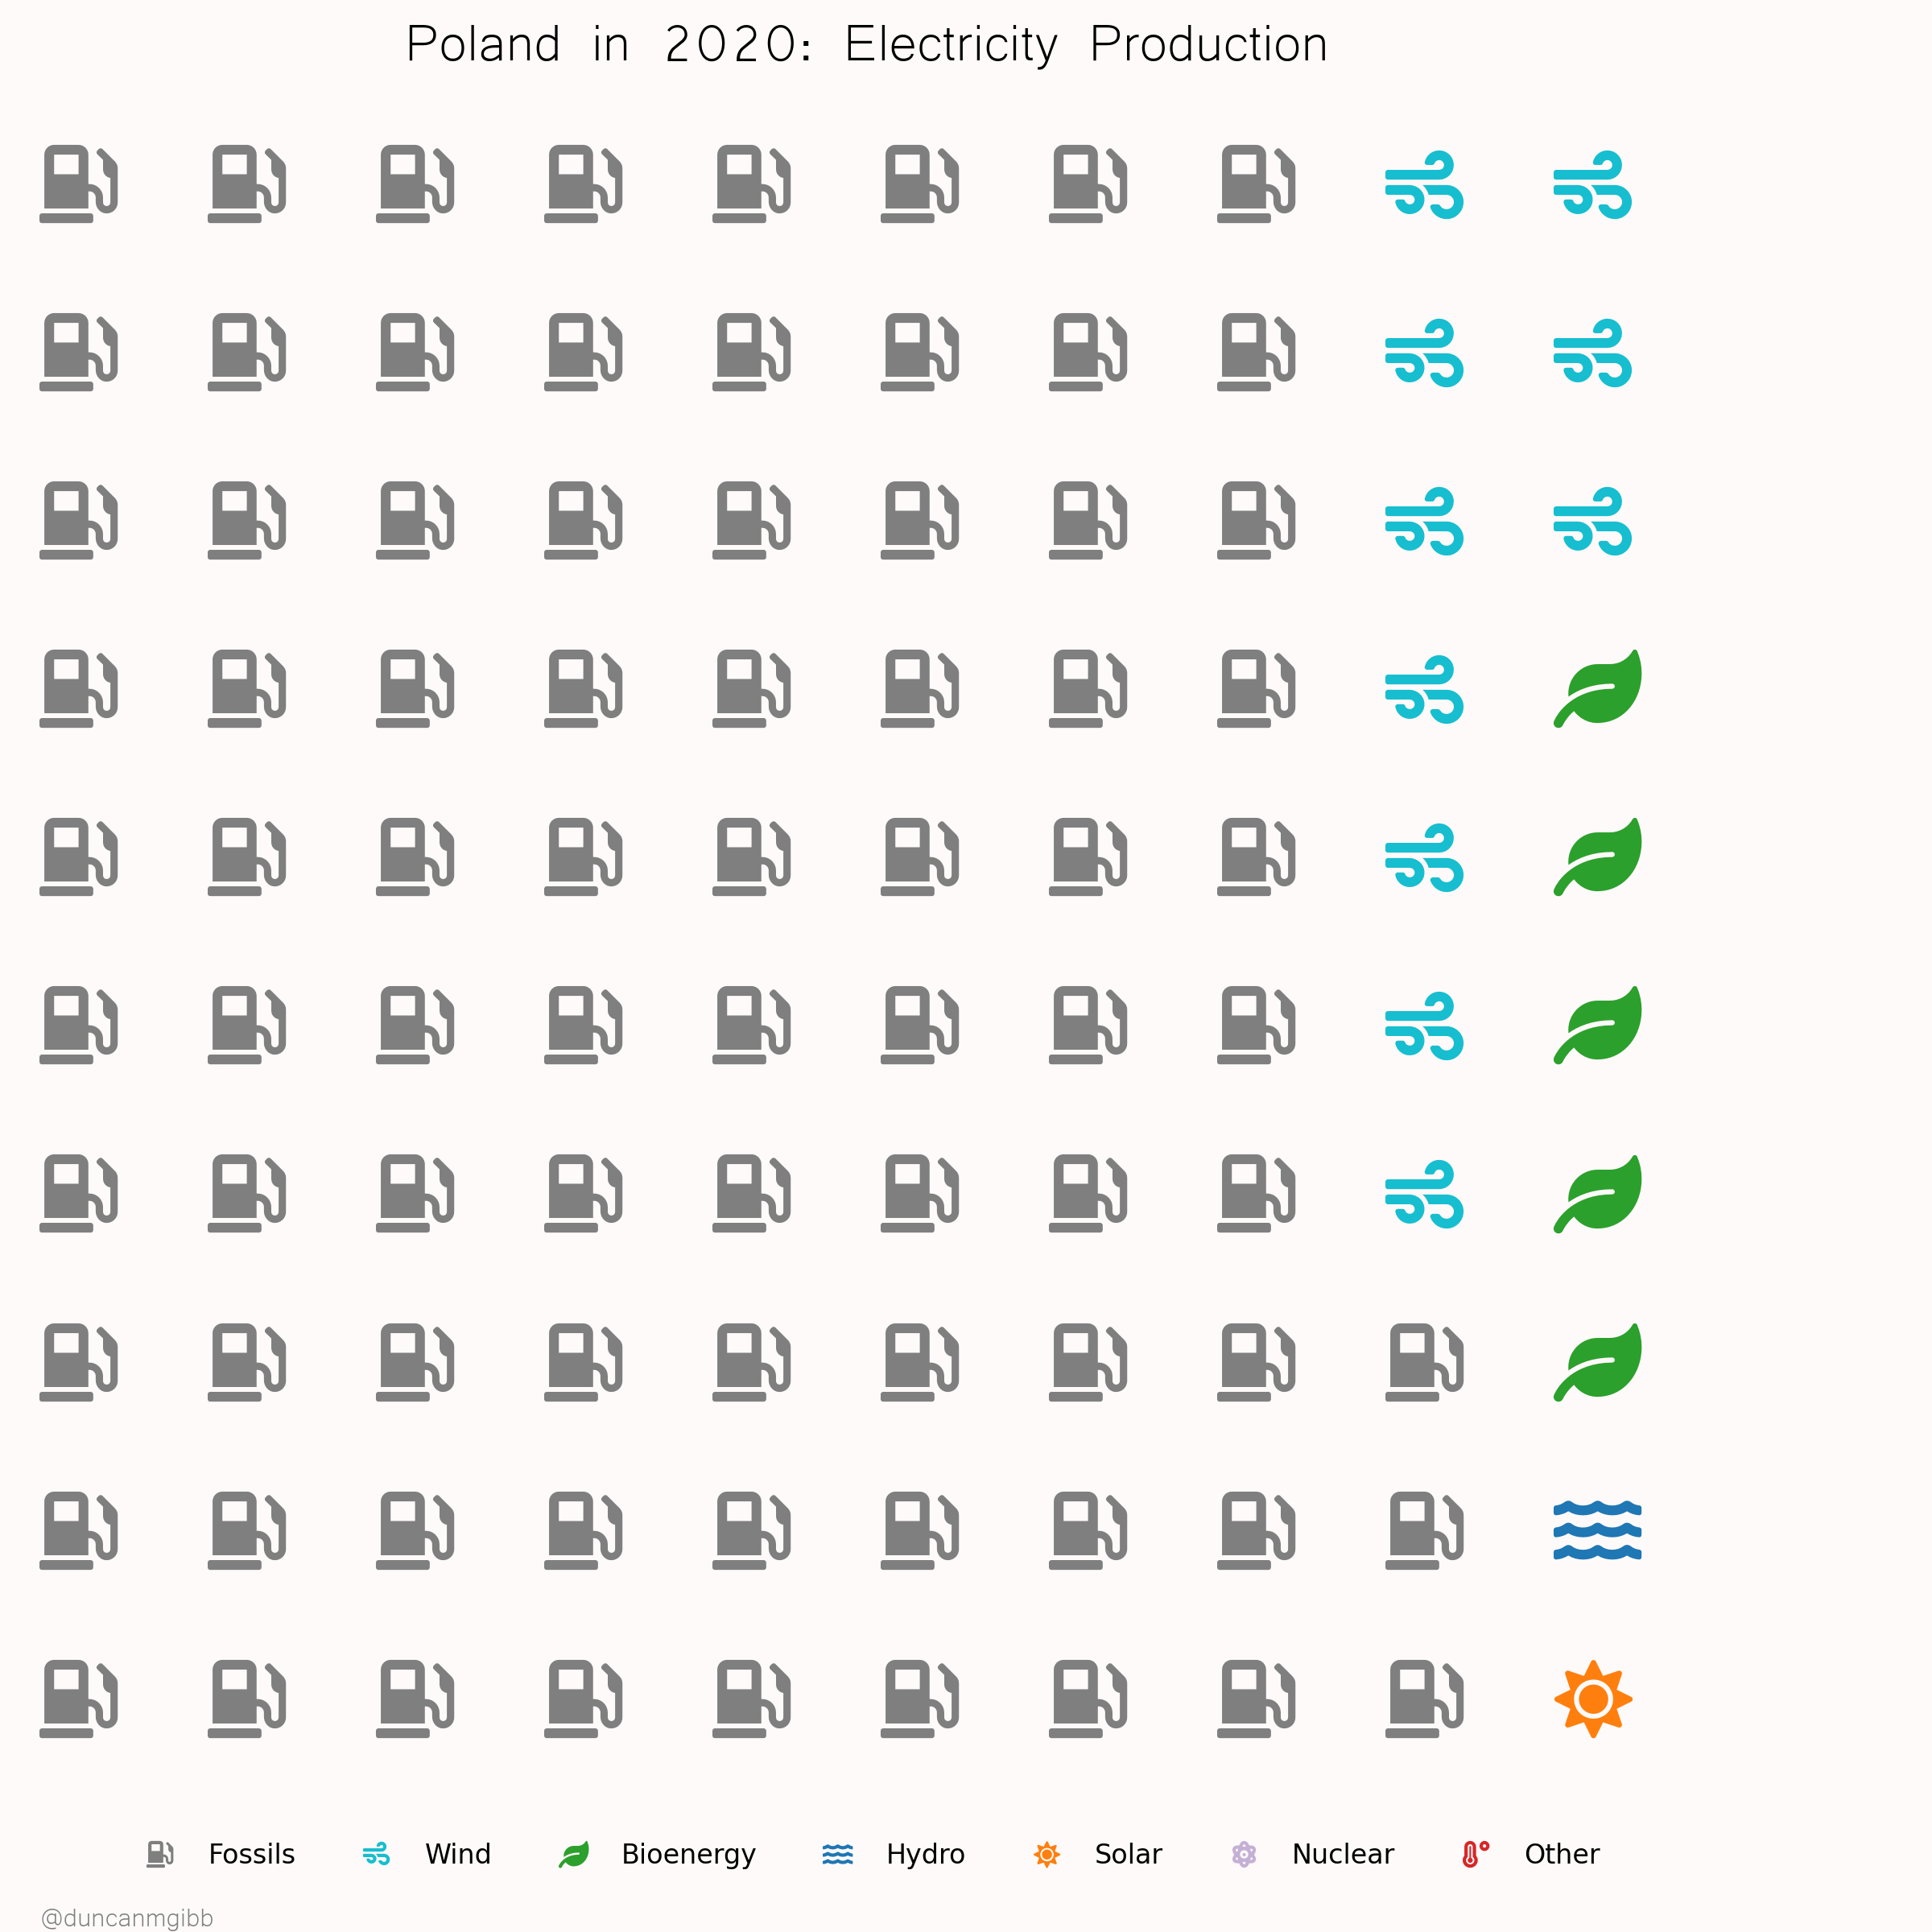 Poland in 2020: Electricity Production
Fossils Wind Bioenergy Hydro Solar Nuclear Other
@duncanmgibb